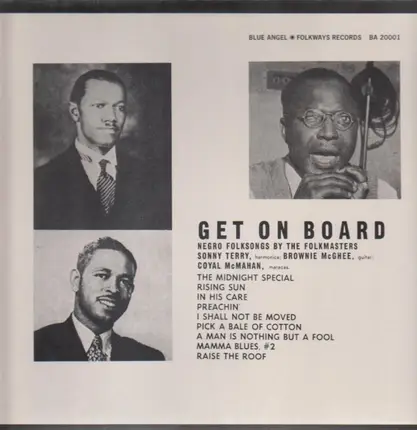 BLUE ANGEL ✺ FOLKWAYS RECORDS BA 20001
GET ON BOARD
NEGRO FOLKSONGS BY THE FOLKMASTERS
SONNY TERRY, harmonica; BROWNIE McGHEE, guitar;
COYAL McMAHAN, maracas.
THE MIDNIGHT SPECIAL
RISING SUN
IN HIS CARE
PREACHIN'
I SHALL NOT BE MOVED
PICK A BALE OF COTTON
A MAN IS NOTHING BUT A FOOL
MAMMA BLUES, #2
RAISE THE ROOF